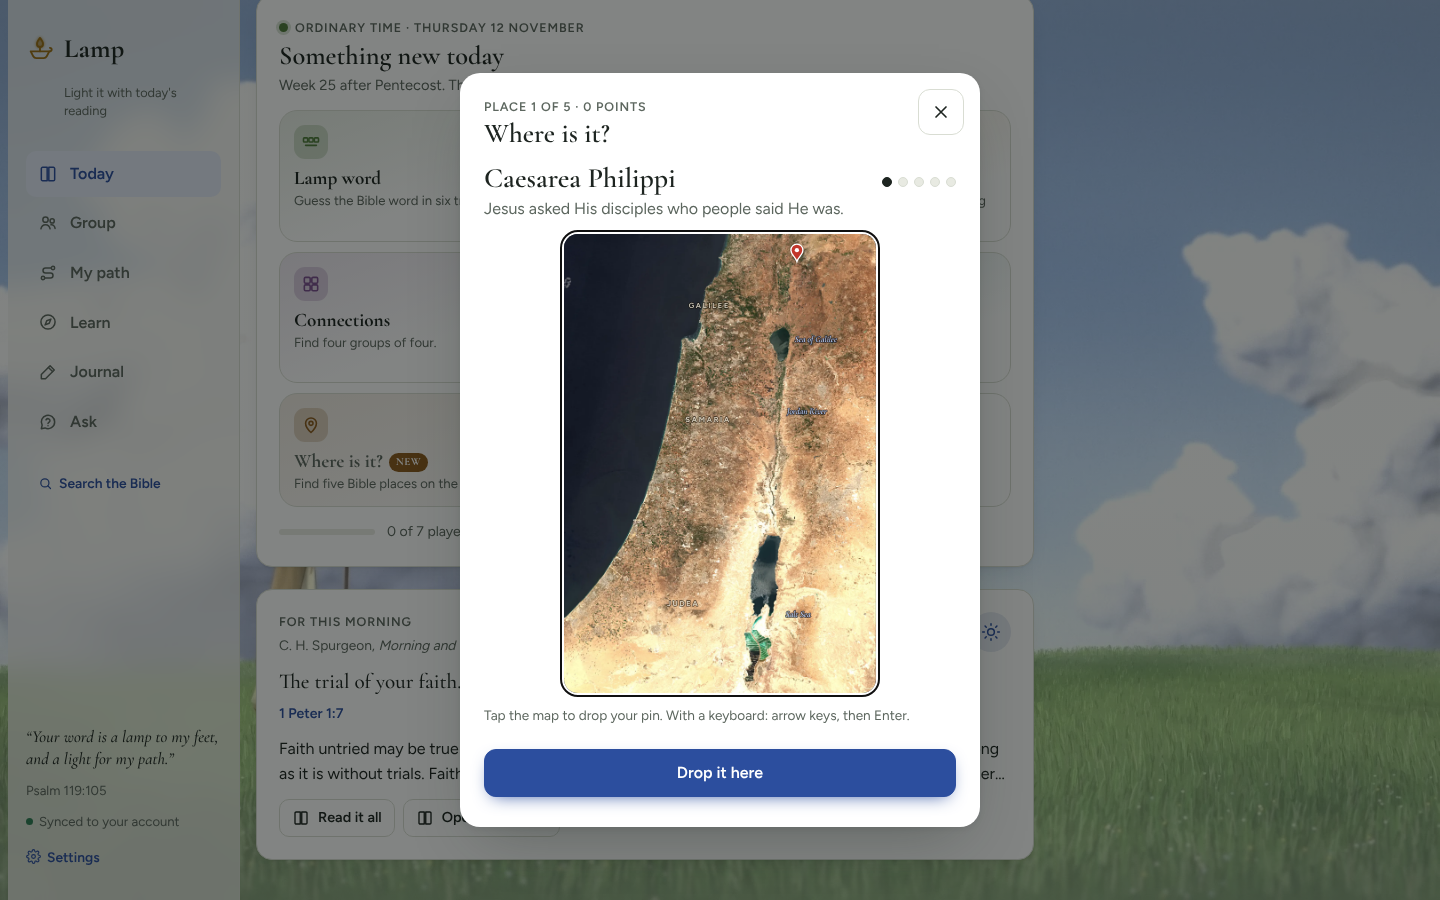 Lamp
Light it with today's
reading
Today
Group
My path
Learn
Journal
Ask
Search the Bible
“Your word is a lamp to my feet,
and a light for my path.”
Psalm 119:105
Synced to your account
Settings
ORDINARY TIME · THURSDAY 12 NOVEMBER
Something new today
Week 25 after Pentecost.
Lamp word
Guess the Bible word in six
Connections
Find four groups of four.
Where is it? NEW
Find five Bible places on the
0 of 7
FOR THIS MORNING
C. H. Spurgeon, Morning and
The trial of your faith.
1 Peter 1:7
Faith untried may be true
as it is without trials. Faith
Read it all
PLACE 1 OF 5 · 0 POINTS
Where is it?
Caesarea Philippi
Jesus asked His disciples who people said He was.
GALILEE
Sea of Galilee
Jordan River
SAMARIA
JUDEA
Salt Sea
Tap the map to drop your pin. With a keyboard: arrow keys, then Enter.
Drop it here